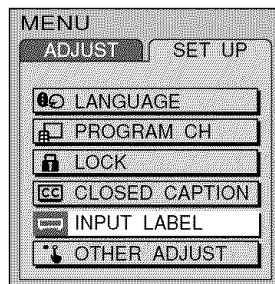 MENU
ADJUST SET UP
LANGUAGE
PROGRAM CH
LOCK
CC CLOSED CAPTION
INPUT LABEL
OTHER ADJUST